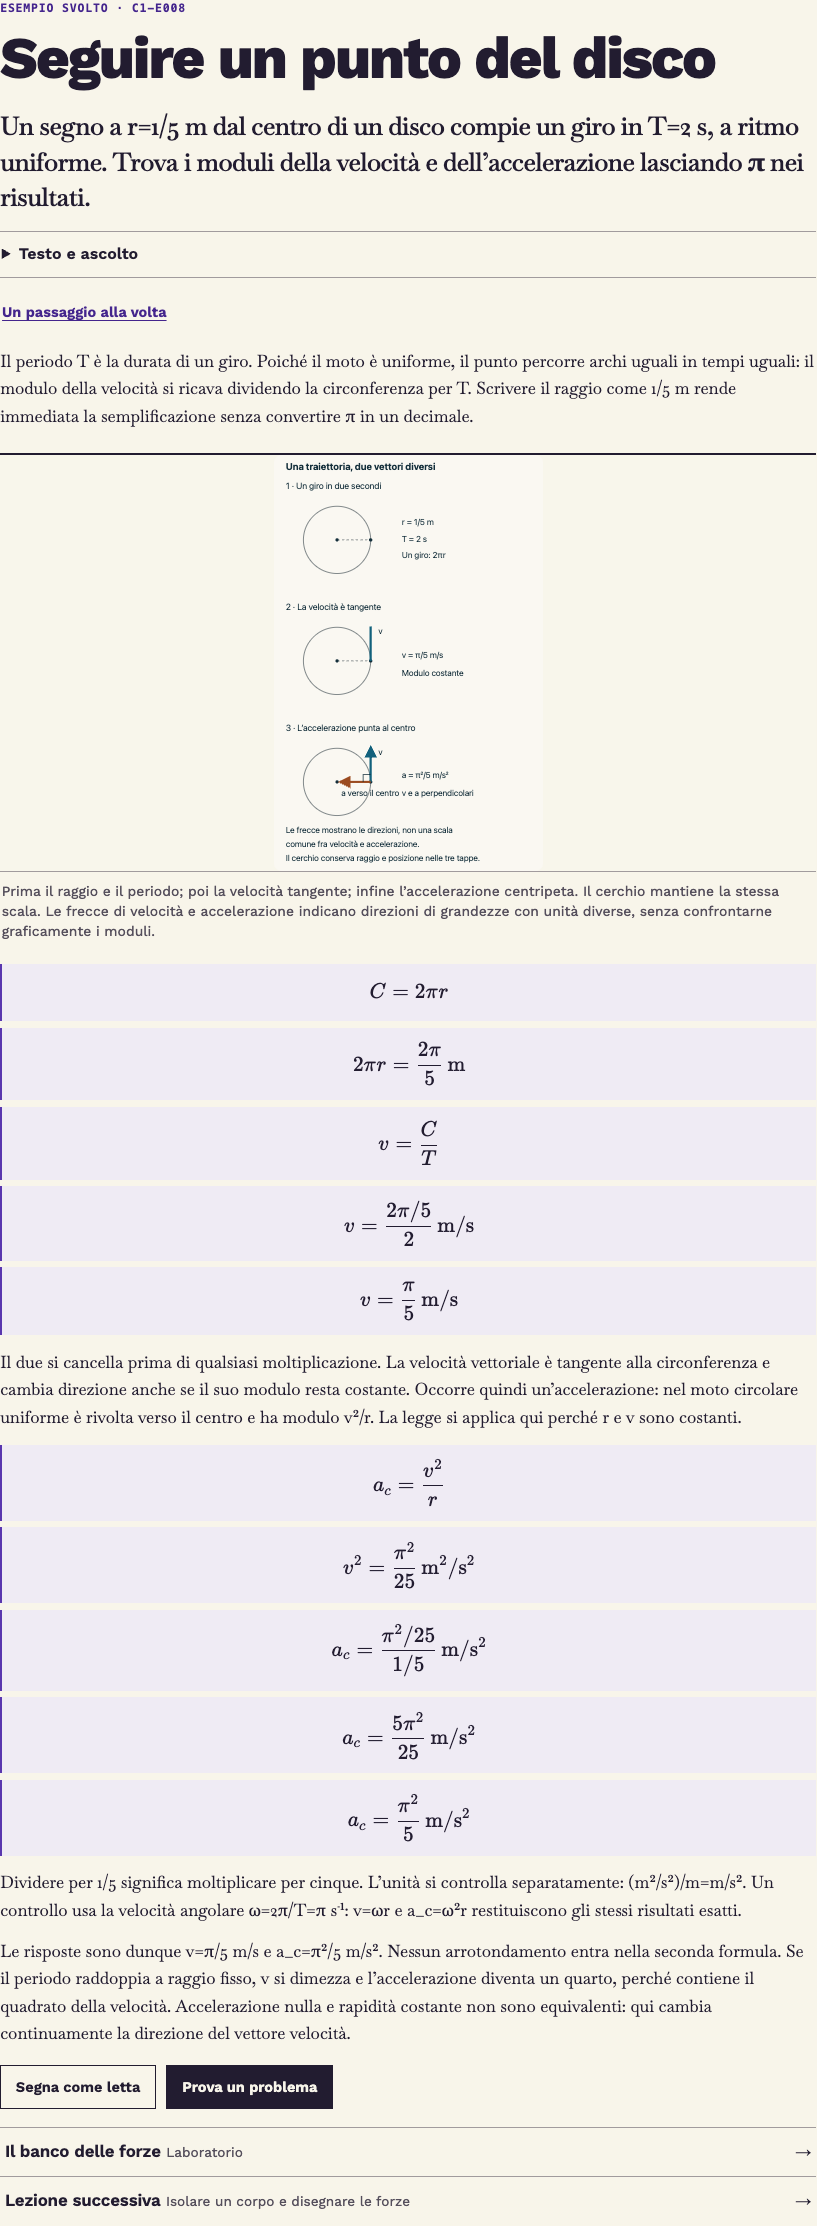 ESEMPIO SVOLTO · C1-E008
Seguire un punto del disco
Un segno a r=1/5 m dal centro di un disco compie un giro in T=2 s, a ritmo
uniforme. Trova i moduli della velocità e dell’accelerazione lasciando π nei
risultati.
▶ Testo e ascolto
Un passaggio alla volta
Il periodo T è la durata di un giro. Poiché il moto è uniforme, il punto percorre archi uguali in tempi uguali: il
modulo della velocità si ricava dividendo la circonferenza per T. Scrivere il raggio come 1/5 m rende
immediata la semplificazione senza convertire π in un decimale.
Una traiettoria, due vettori diversi
1 · Un giro in due secondi
r = 1/5 m
T = 2 s
Un giro: 2πr
2 · La velocità è tangente
v
v = π/5 m/s
Modulo costante
3 · L’accelerazione punta al centro
v
a = π²/5 m/s²
a verso il centro v e a perpendicolari
Le frecce mostrano le direzioni, non una scala
comune fra velocità e accelerazione.
Il cerchio conserva raggio e posizione nelle tre tappe.
Prima il raggio e il periodo; poi la velocità tangente; infine l’accelerazione centripeta. Il cerchio mantiene la stessa
scala. Le frecce di velocità e accelerazione indicano direzioni di grandezze con unità diverse, senza confrontarne
graficamente i moduli.
C = 2πr
2πr = 2π/5 m
v = C/T
v = (2π/5)/2 m/s
v = π/5 m/s
Il due si cancella prima di qualsiasi moltiplicazione. La velocità vettoriale è tangente alla circonferenza e
cambia direzione anche se il suo modulo resta costante. Occorre quindi un’accelerazione: nel moto circolare
uniforme è rivolta verso il centro e ha modulo v²/r. La legge si applica qui perché r e v sono costanti.
a_c = v²/r
v² = π²/25 m²/s²
a_c = (π²/25)/(1/5) m/s²
a_c = 5π²/25 m/s²
a_c = π²/5 m/s²
Dividere per 1/5 significa moltiplicare per cinque. L’unità si controlla separatamente: (m²/s²)/m=m/s². Un
controllo usa la velocità angolare ω=2π/T=π s⁻¹: v=ωr e a_c=ω²r restituiscono gli stessi risultati esatti.
Le risposte sono dunque v=π/5 m/s e a_c=π²/5 m/s². Nessun arrotondamento entra nella seconda formula. Se
il periodo raddoppia a raggio fisso, v si dimezza e l’accelerazione diventa un quarto, perché contiene il
quadrato della velocità. Accelerazione nulla e rapidità costante non sono equivalenti: qui cambia
continuamente la direzione del vettore velocità.
Segna come letta Prova un problema
Il banco delle forze Laboratorio →
Lezione successiva Isolare un corpo e disegnare le forze →